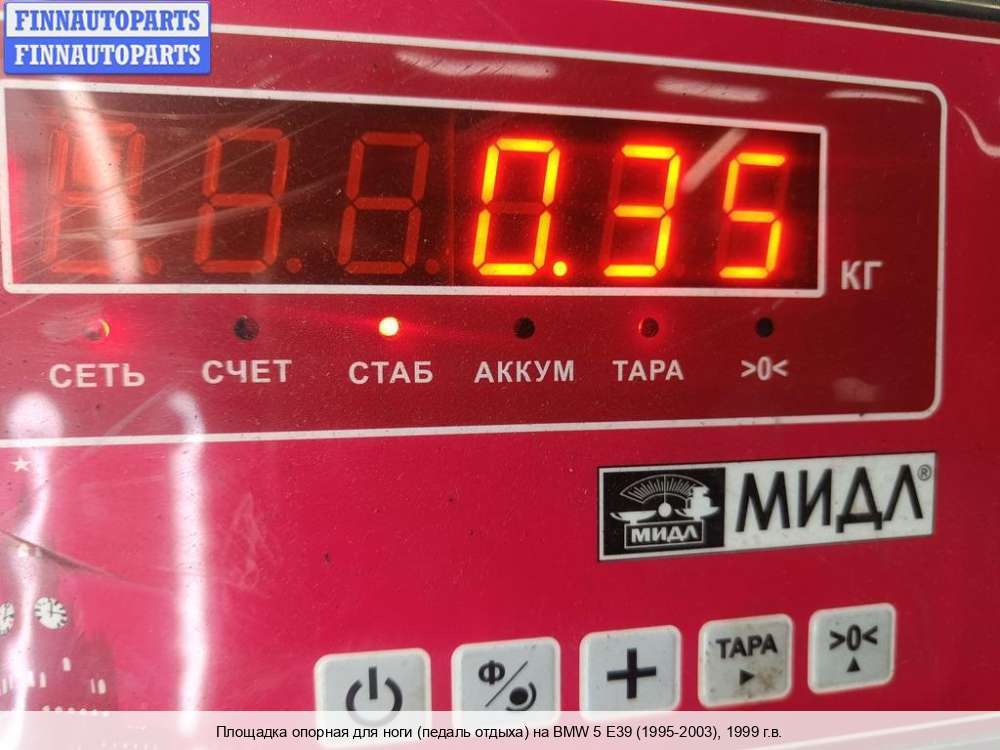 FINNAUTOPARTS
FINNAUTOPARTS
0.35
КГ
СЕТЬ СЧЕТ СТАБ АККУМ ТАРА >0<
МИДЛ МИДЛ®
Ф ТАРА >0<
Площадка опорная для ноги (педаль отдыха) на BMW 5 E39 (1995-2003), 1999 г.в.